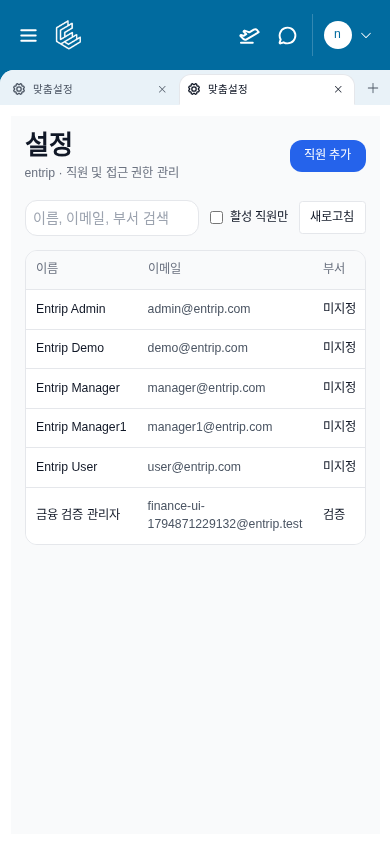 n
맞춤설정
맞춤설정
설정
entrip · 직원 및 접근 권한 관리
직원 추가
이름, 이메일, 부서 검색
활성 직원만
새로고침
이름 이메일 부서
Entrip Admin admin@entrip.com 미지정
Entrip Demo demo@entrip.com 미지정
Entrip Manager manager@entrip.com 미지정
Entrip Manager1 manager1@entrip.com 미지정
Entrip User user@entrip.com 미지정
금융 검증 관리자 finance-ui-
1794871229132@entrip.test 검증